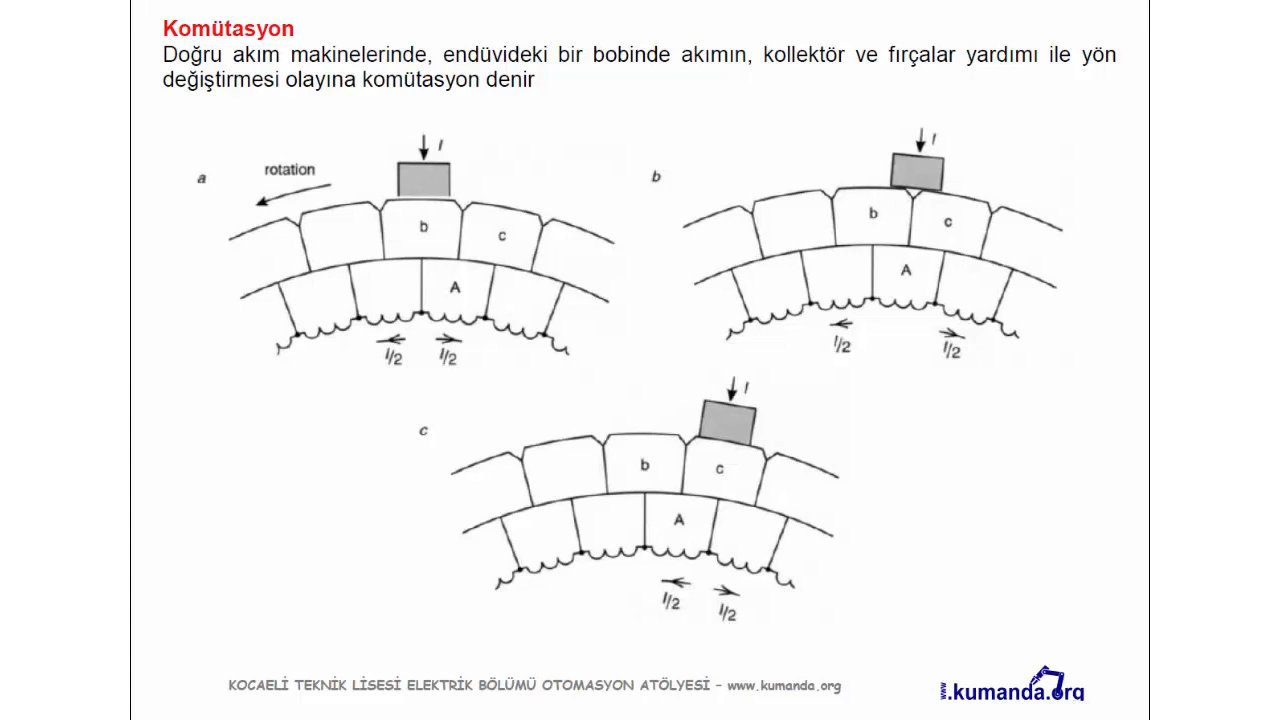 Komütasyon
Doğru akım makinelerinde, endüvideki bir bobinde akımın, kollektör ve fırçalar yardımı ile yön
değiştirmesi olayına komütasyon denir
a
rotation
I
b
c
A
I/2
I/2
b
I
b
c
A
I/2
I/2
c
I
b
c
A
I/2
I/2
KOCAELİ TEKNİK LİSESİ ELEKTRİK BÖLÜMÜ OTOMASYON ATÖLYESİ – www.kumanda.org
www.kumanda.org